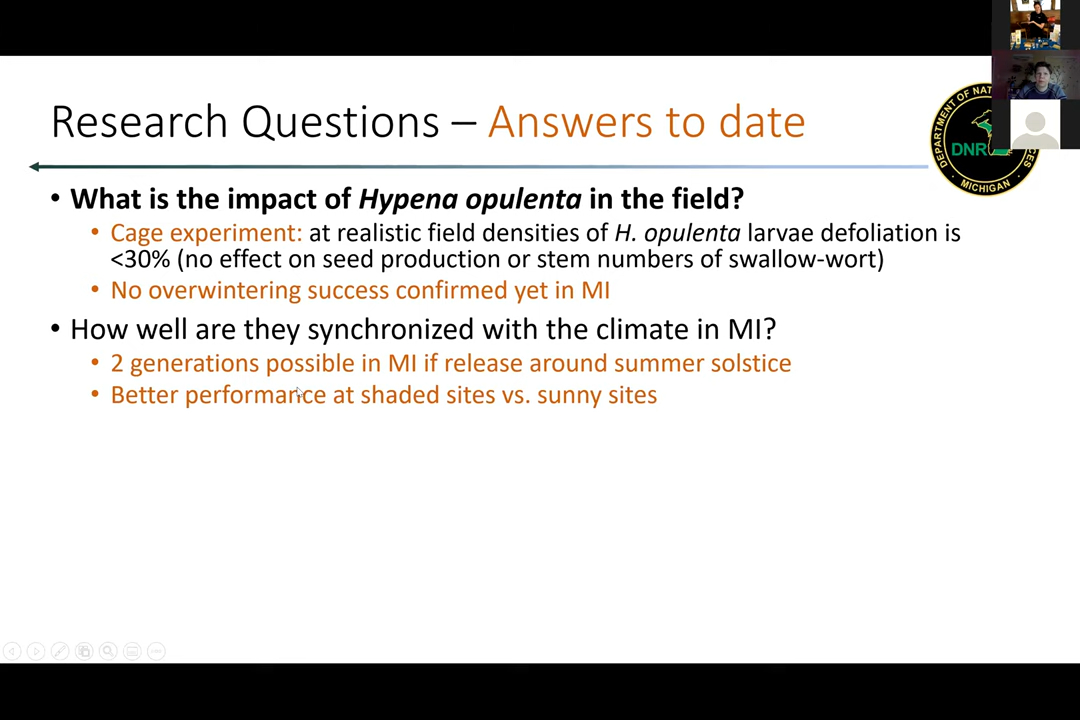 Research Questions – Answers to date
• What is the impact of Hypena opulenta in the field?
• Cage experiment: at realistic field densities of H. opulenta larvae defoliation is
<30% (no effect on seed production or stem numbers of swallow-wort)
• No overwintering success confirmed yet in MI
• How well are they synchronized with the climate in MI?
• 2 generations possible in MI if release around summer solstice
• Better performance at shaded sites vs. sunny sites
DEPARTMENT OF NAT
CES
DNR
MICHIGAN